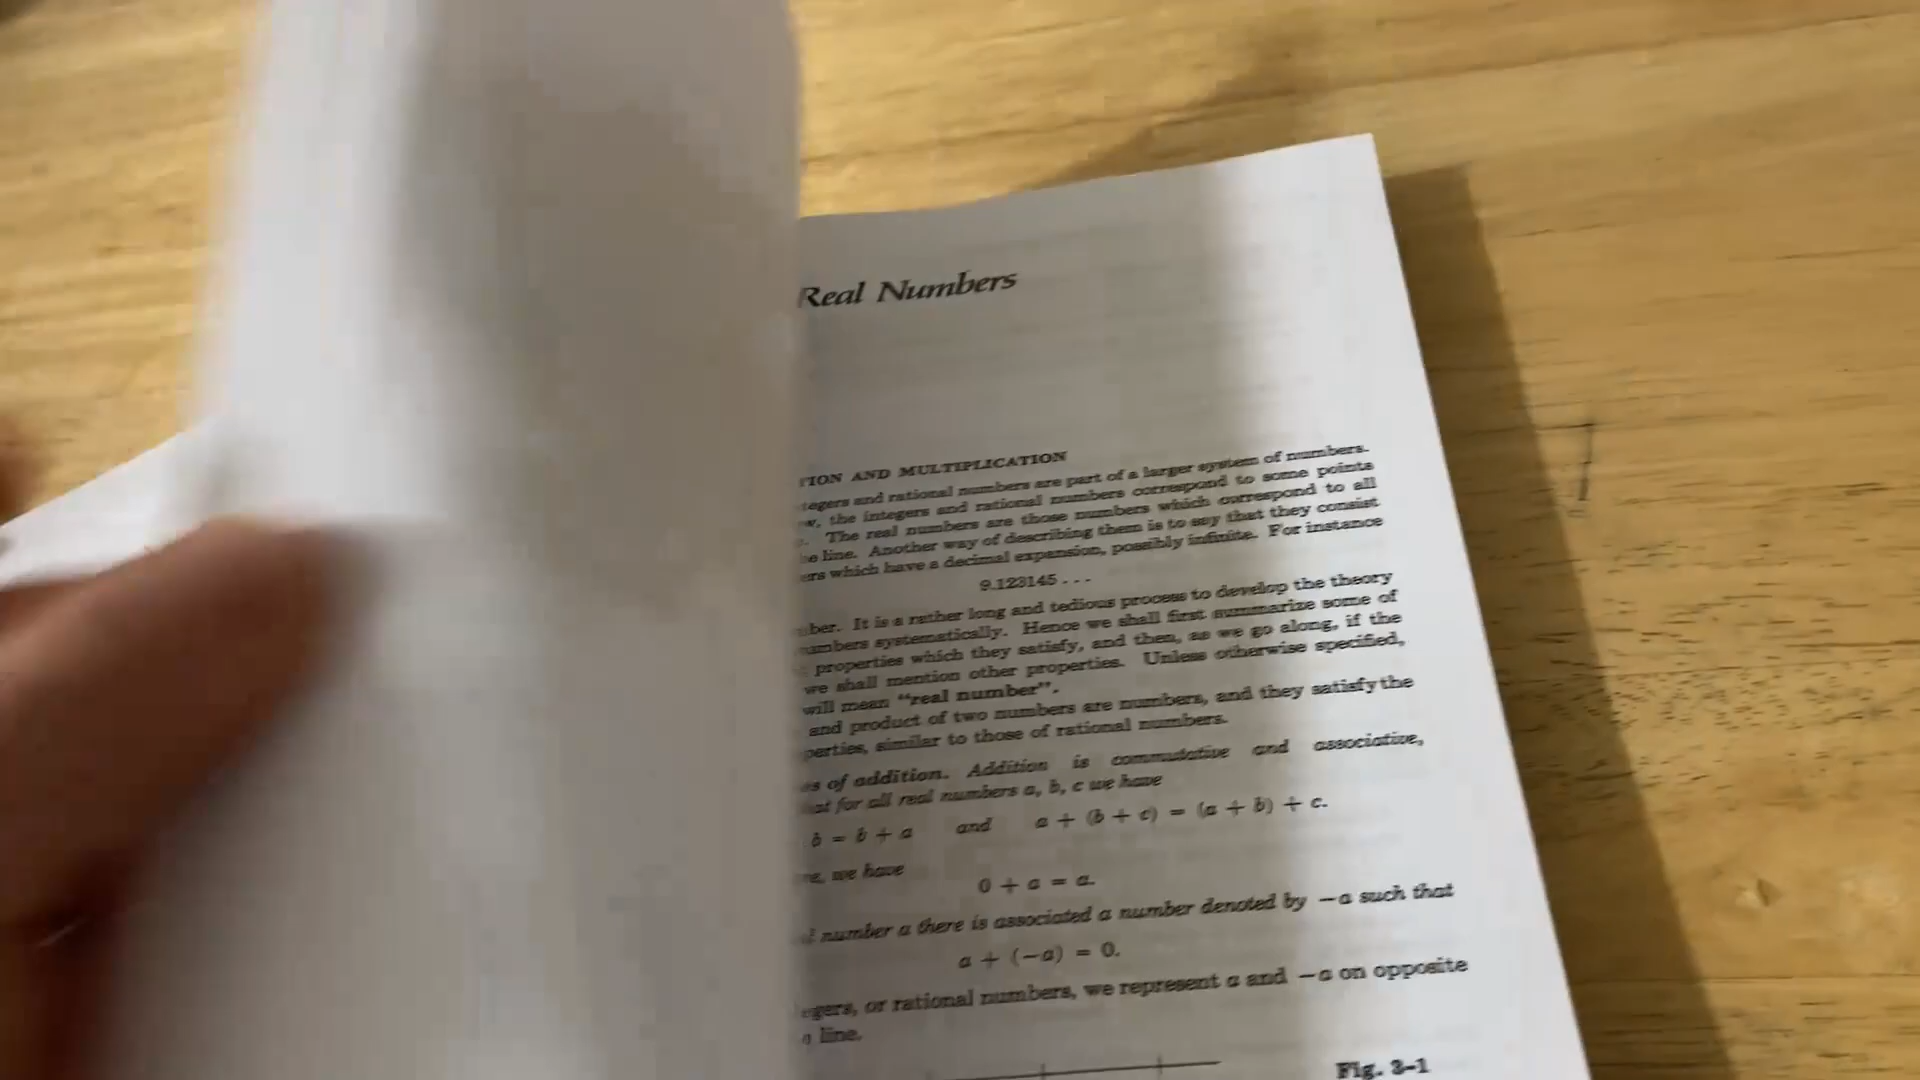 Real Numbers
TION AND MULTIPLICATION
tegers and rational numbers are part of a larger system of numbers.
w, the integers and rational numbers correspond to some points
. The real numbers are those numbers which correspond to all
he line. Another way of describing them is to say that they consist
ers which have a decimal expansion, possibly infinite. For instance
9.123145 . . .
ber. It is a rather long and tedious process to develop the theory
umbers systematically. Hence we shall first summarize some of
properties which they satisfy, and then, as we go along, if the
we shall mention other properties. Unless otherwise specified,
will mean “real number”.
and product of two numbers are numbers, and they satisfy the
perties, similar to those of rational numbers.
es of addition. Addition is commutative and associative,
hat for all real numbers a, b, c we have
b = b + a and a + (b + c) = (a + b) + c.
re, we have
0 + a = a.
l number a there is associated a number denoted by −a such that
a + (−a) = 0.
egers, or rational numbers, we represent a and −a on opposite
a line.
Fig. 3–1